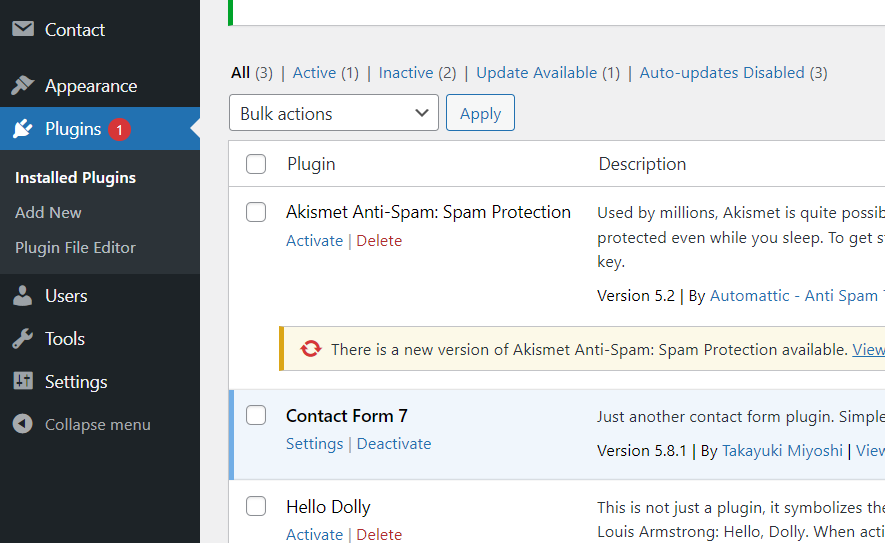 Contact
Appearance
Plugins 1
Installed Plugins
Add New
Plugin File Editor
Users
Tools
Settings
Collapse menu
All (3) | Active (1) | Inactive (2) | Update Available (1) | Auto-updates Disabled (3)
Bulk actions Apply
Plugin Description
Akismet Anti-Spam: Spam Protection
Activate | Delete
Used by millions, Akismet is quite
protected even while you sleep. To get
key.
Version 5.2 | By Automattic - Anti Spam
There is a new version of Akismet Anti-Spam: Spam Protection available. View
Contact Form 7
Settings | Deactivate
Just another contact form plugin.
Version 5.8.1 | By Takayuki Miyoshi | View
Hello Dolly
Activate | Delete
This is not just a plugin, it symbolizes
Louis Armstrong: Hello, Dolly. When